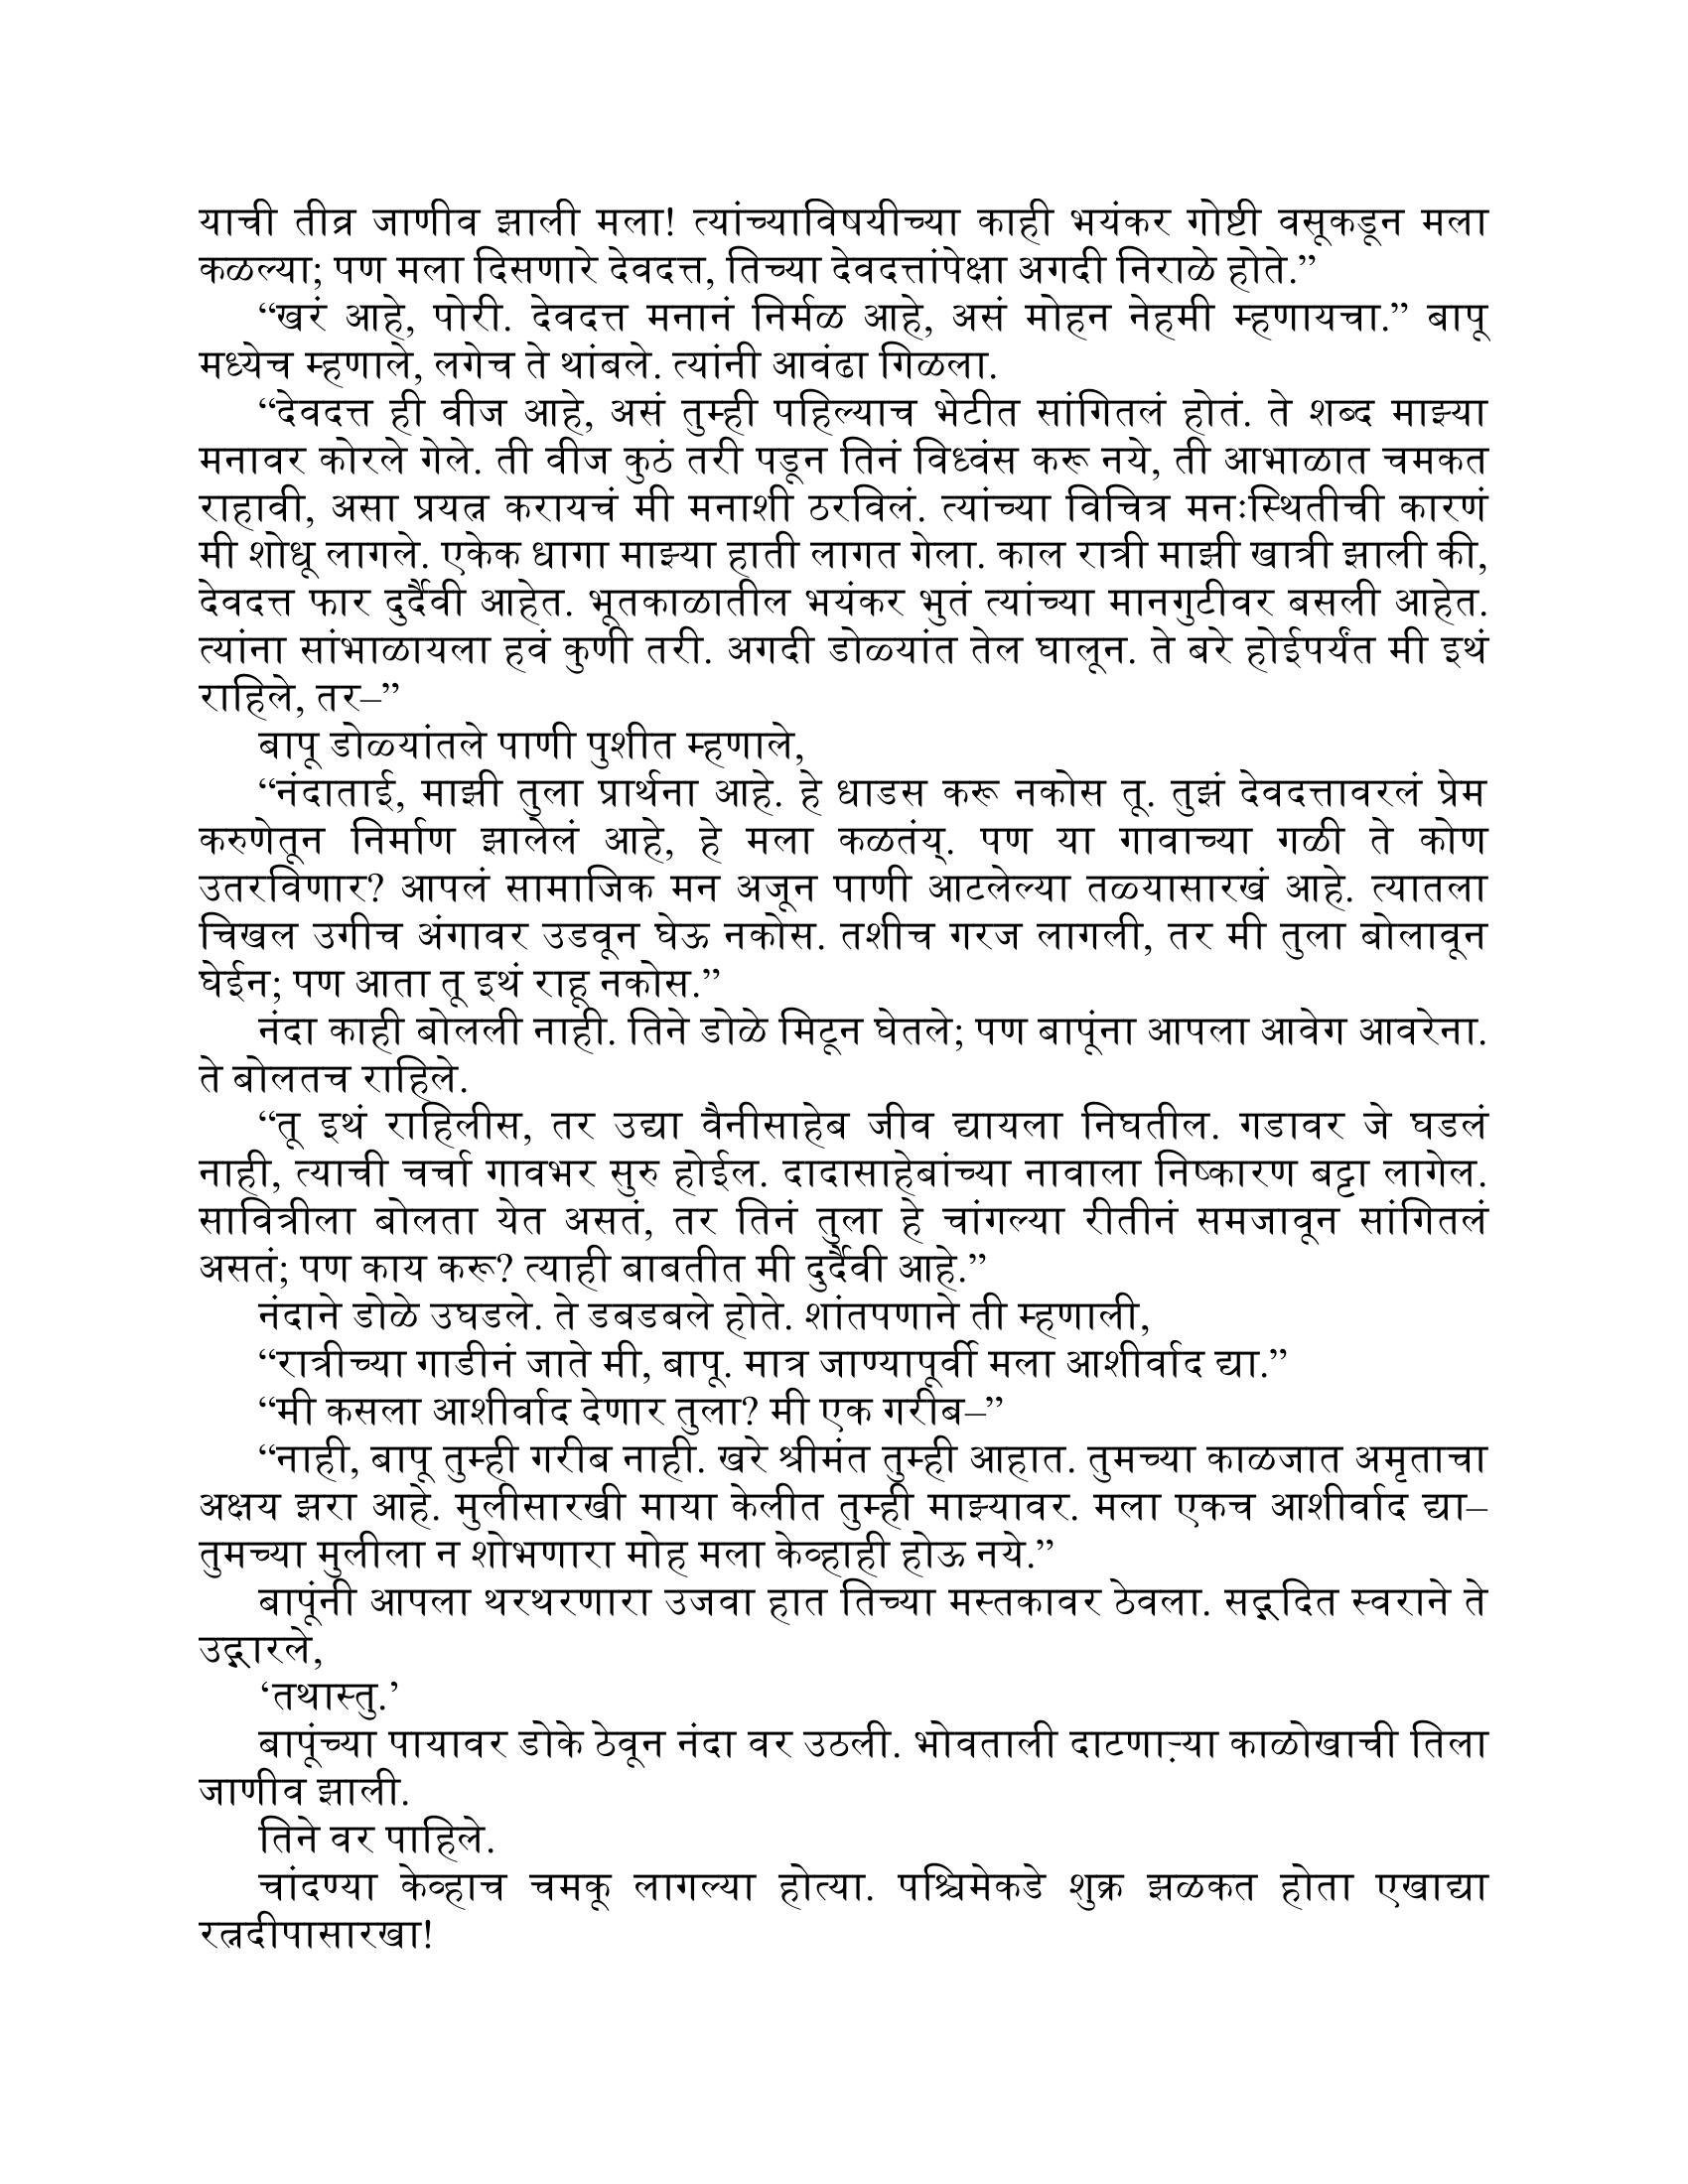 याची तीव्र जाणीव झाली मला! त्यांच्याविषयीच्या काही भयंकर गोष्टी वसूकडून मला
कळल्या; पण मला दिसणारे देवदत्त, तिच्या देवदत्तांपेक्षा अगदी निराळे होते.”
“खरं आहे, पोरी. देवदत्त मनानं निर्मळ आहे, असं मोहन नेहमी म्हणायचा.” बापू
मध्येच म्हणाले, लगेच ते थांबले. त्यांनी आवंढा गिळला.
“देवदत्त ही वीज आहे, असं तुम्ही पहिल्याच भेटीत सांगितलं होतं. ते शब्द माझ्या
मनावर कोरले गेले. ती वीज कुठं तरी पडून तिनं विध्वंस करू नये, ती आभाळात चमकत
राहावी, असा प्रयत्न करायचं मी मनाशी ठरविलं. त्यांच्या विचित्र मनःस्थितीची कारणं
मी शोधू लागले. एकेक धागा माझ्या हाती लागत गेला. काल रात्री माझी खात्री झाली की,
देवदत्त फार दुर्दैवी आहेत. भूतकाळातील भयंकर भुतं त्यांच्या मानगुटीवर बसली आहेत.
त्यांना सांभाळायला हवं कुणी तरी. अगदी डोळ्यांत तेल घालून. ते बरे होईपर्यंत मी इथं
राहिले, तर–”
बापू डोळ्यांतले पाणी पुशीत म्हणाले,
“नंदाताई, माझी तुला प्रार्थना आहे. हे धाडस करू नकोस तू. तुझं देवदत्तावरलं प्रेम
करुणेतून निर्माण झालेलं आहे, हे मला कळतंय्. पण या गावाच्या गळी ते कोण
उतरविणार? आपलं सामाजिक मन अजून पाणी आटलेल्या तळ्यासारखं आहे. त्यातला
चिखल उगीच अंगावर उडवून घेऊ नकोस. तशीच गरज लागली, तर मी तुला बोलावून
घेईन; पण आता तू इथं राहू नकोस.”
नंदा काही बोलली नाही. तिने डोळे मिटून घेतले; पण बापूंना आपला आवेग आवरेना.
ते बोलतच राहिले.
“तू इथं राहिलीस, तर उद्या वैनीसाहेब जीव द्यायला निघतील. गडावर जे घडलं
नाही, त्याची चर्चा गावभर सुरु होईल. दादासाहेबांच्या नावाला निष्कारण बट्टा लागेल.
सावित्रीला बोलता येत असतं, तर तिनं तुला हे चांगल्या रीतीनं समजावून सांगितलं
असतं; पण काय करू? त्याही बाबतीत मी दुर्दैवी आहे.”
नंदाने डोळे उघडले. ते डबडबले होते. शांतपणाने ती म्हणाली,
“रात्रीच्या गाडीनं जाते मी, बापू. मात्र जाण्यापूर्वी मला आशीर्वाद द्या.”
“मी कसला आशीर्वाद देणार तुला? मी एक गरीब–”
“नाही, बापू तुम्ही गरीब नाही. खरे श्रीमंत तुम्ही आहात. तुमच्या काळजात अमृताचा
अक्षय झरा आहे. मुलीसारखी माया केलीत तुम्ही माझ्यावर. मला एकच आशीर्वाद द्या–
तुमच्या मुलीला न शोभणारा मोह मला केव्हाही होऊ नये.”
बापूंनी आपला थरथरणारा उजवा हात तिच्या मस्तकावर ठेवला. सद्गदित स्वराने ते
उद्गारले,
‘तथास्तु.’
बापूंच्या पायावर डोके ठेवून नंदा वर उठली. भोवताली दाटणाऱ्या काळोखाची तिला
जाणीव झाली.
तिने वर पाहिले.
चांदण्या केव्हाच चमकू लागल्या होत्या. पश्चिमेकडे शुक्र झळकत होता एखाद्या
रत्नदीपासारखा!